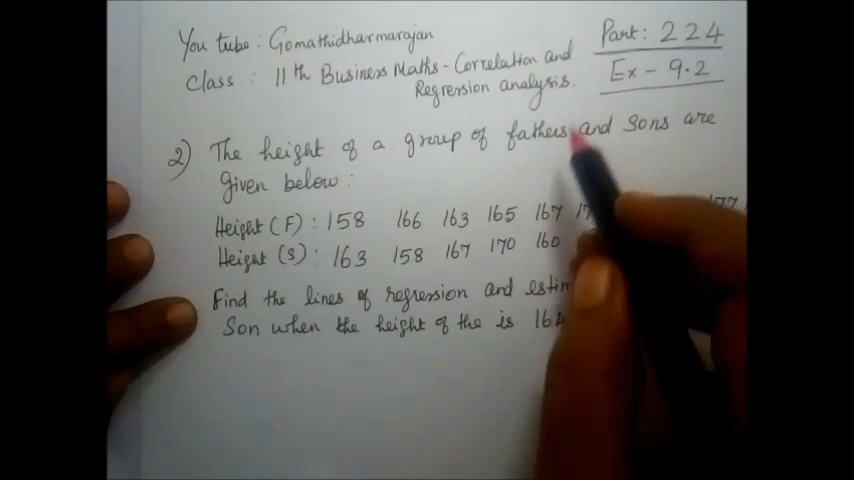 You tube : Gomathidharmarajan
Part: 224
class : 11th Business Maths - Correlation and
Regression analysis.
Ex - 9.2
2) The height of a group of fathers and sons are
given below :
Height (F) : 158 166 163 165 167 177
Height (S) : 163 158 167 170 160
Find the lines of regression and
Son when the height of the is